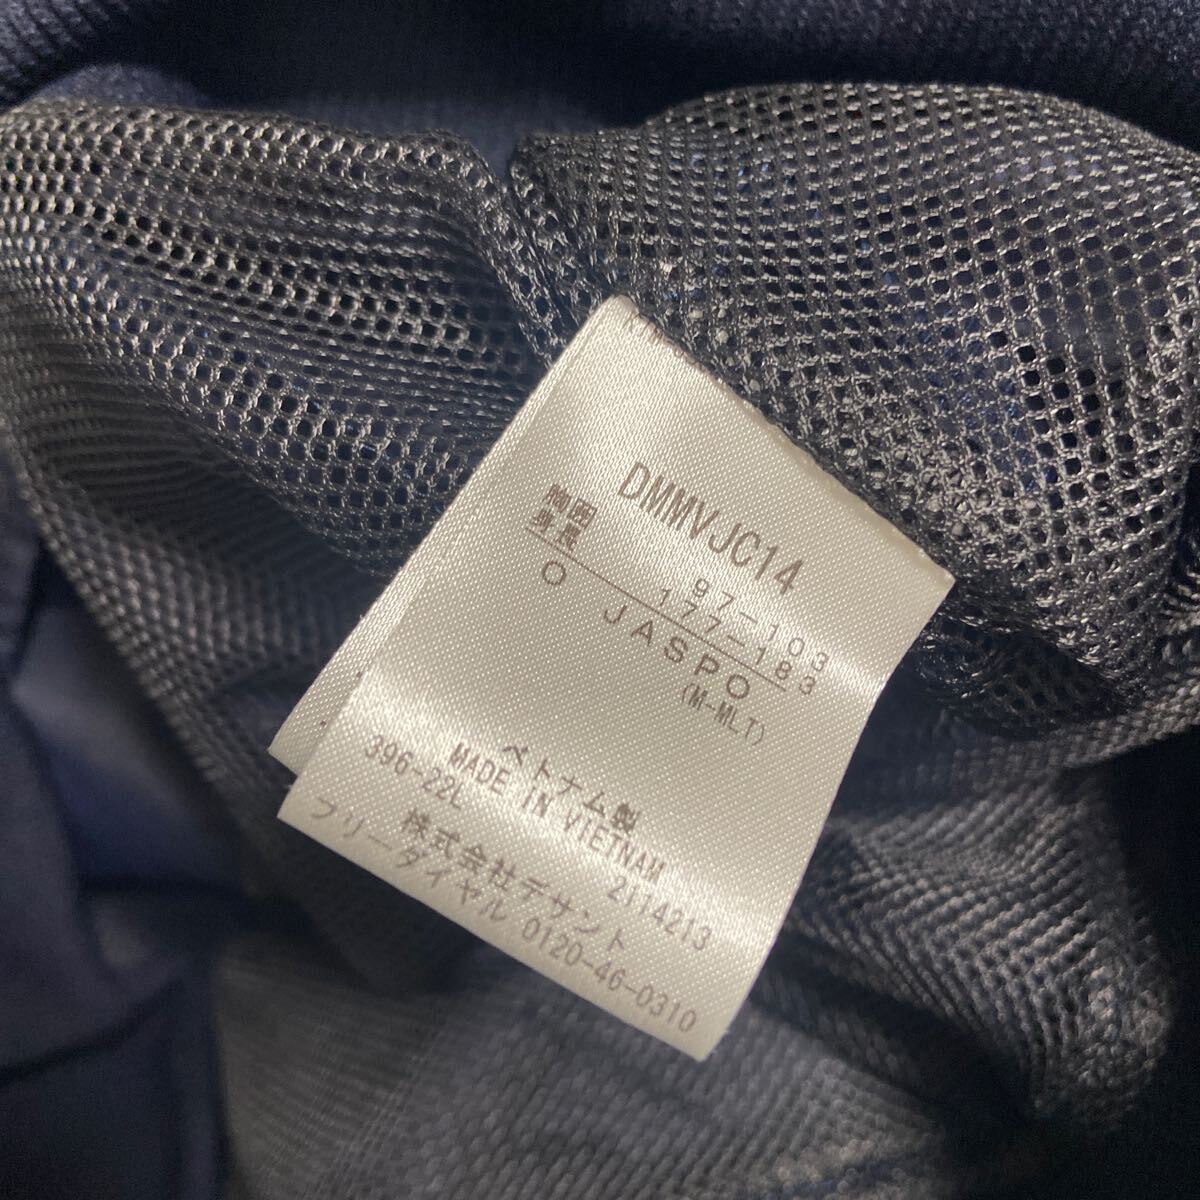 DMMVJC14
胸囲 97-103
身長 177-183
O JASPO
(M-MLT)
ベトナム製
MADE IN VIETNAM
396-22L 2114213
株式会社デサント
フリーダイヤル 0120-46-0310